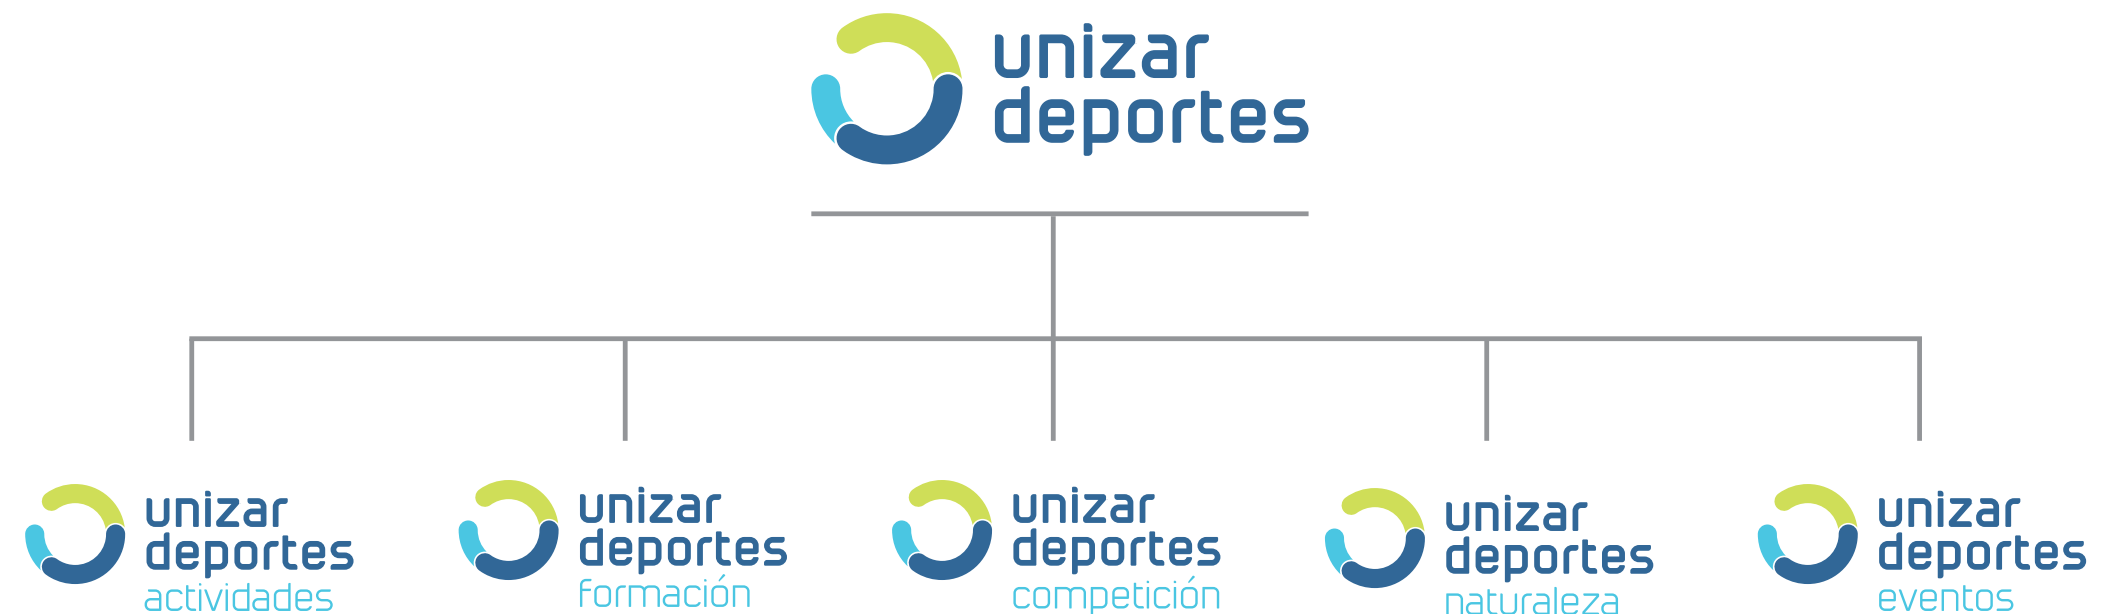 unizar
deportes
unizar
deportes
actividades
unizar
deportes
formación
unizar
deportes
competición
unizar
deportes
naturaleza
unizar
deportes
eventos